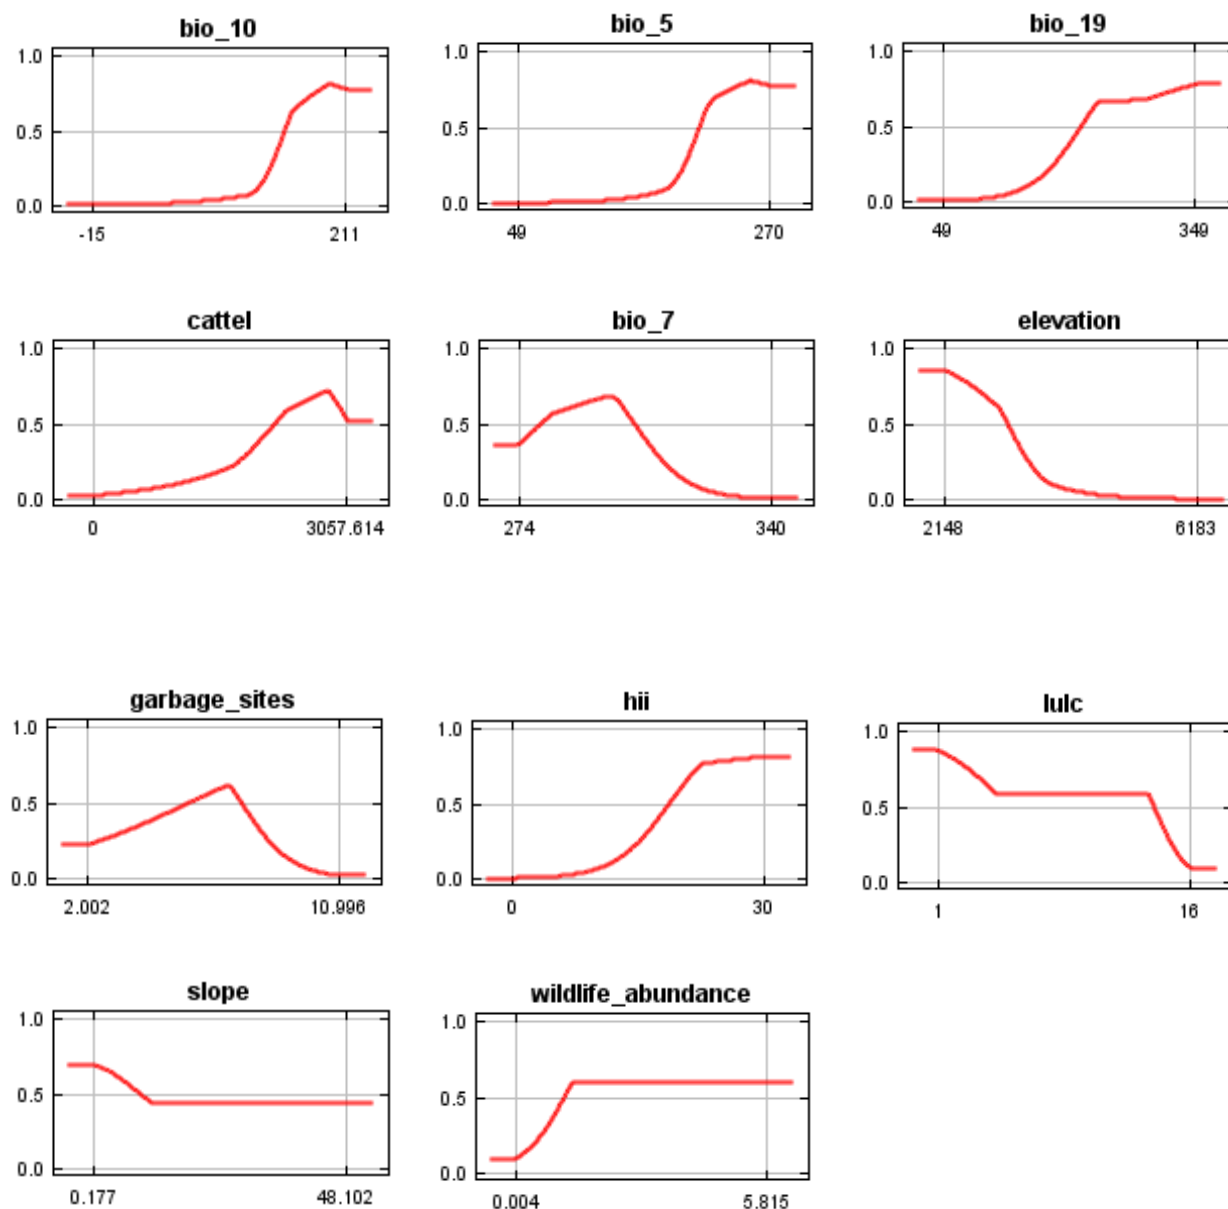 bio_10 bio_5 bio_19
1.0 1.0 1.0
0.5 0.5 0.5
0.0 0.0 0.0
-15 211 49 270 49 349
cattel bio_7 elevation
1.0 1.0 1.0
0.5 0.5 0.5
0.0 0.0 0.0
0 3057.614 274 340 2148 6183
garbage_sites hii lulc
1.0 1.0 1.0
0.5 0.5 0.5
0.0 0.0 0.0
2.002 10.996 0 30 1 16
slope wildlife_abundance
1.0 1.0
0.5 0.5
0.0 0.0
0.177 48.102 0.004 5.815